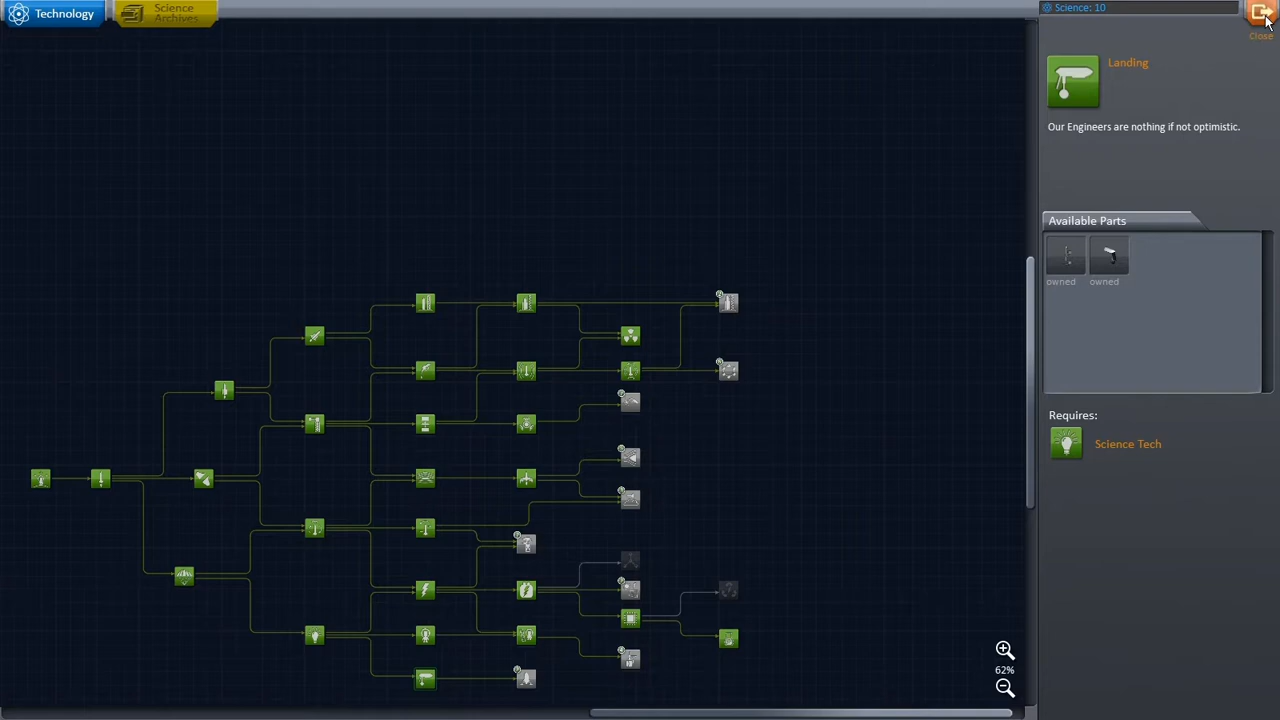 Technology
Science
Archives
Science: 10
Close
Landing
Our Engineers are nothing if not optimistic.
Available Parts
owned
owned
Requires:
Science Tech
62%